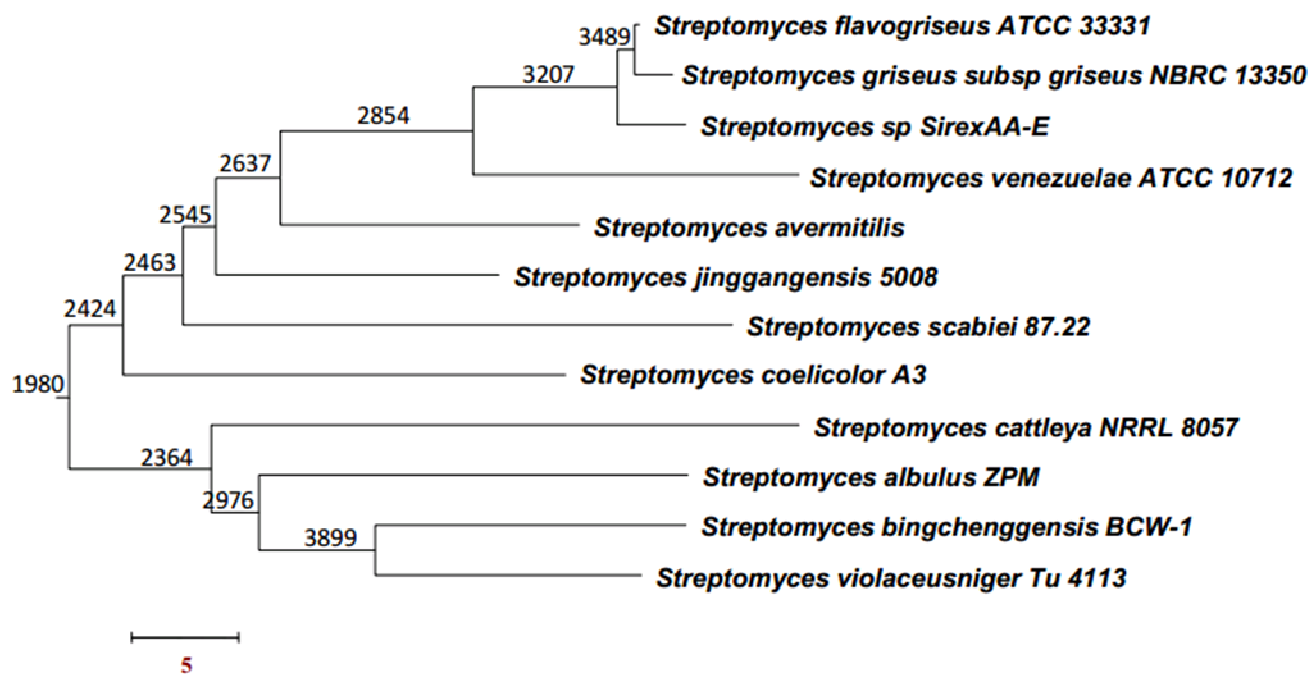 Streptomyces flavogriseus ATCC 33331
3489
Streptomyces griseus subsp griseus NBRC 13350
3207
Streptomyces sp SirexAA-E
2854
Streptomyces venezuelae ATCC 10712
2637
Streptomyces avermitilis
2545
Streptomyces jinggangensis 5008
2463
Streptomyces scabiei 87.22
2424
Streptomyces coelicolor A3
1980
Streptomyces cattleya NRRL 8057
2364
Streptomyces albulus ZPM
2976
Streptomyces bingchenggensis BCW-1
3899
Streptomyces violaceusniger Tu 4113
5